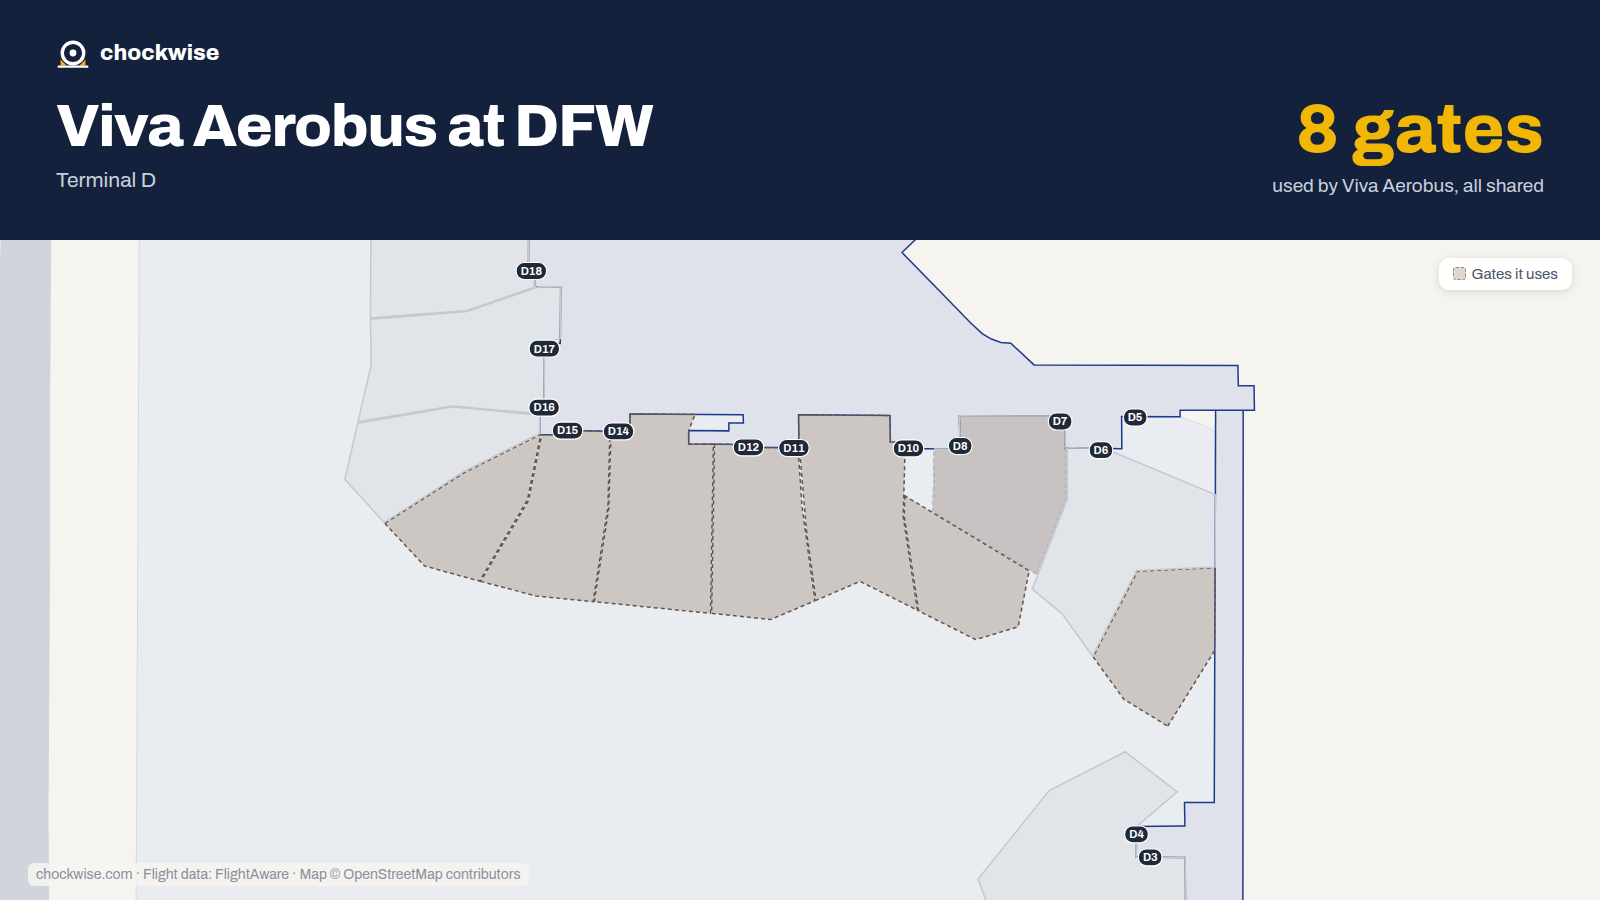 chockwise
Viva Aerobus at DFW
Terminal D
8 gates
used by Viva Aerobus, all shared
Gates it uses
D18
D17
D16
D15
D14
D12
D11
D10
D8
D7
D5
D6
D4
D3
chockwise.com · Flight data: FlightAware · Map © OpenStreetMap contributors